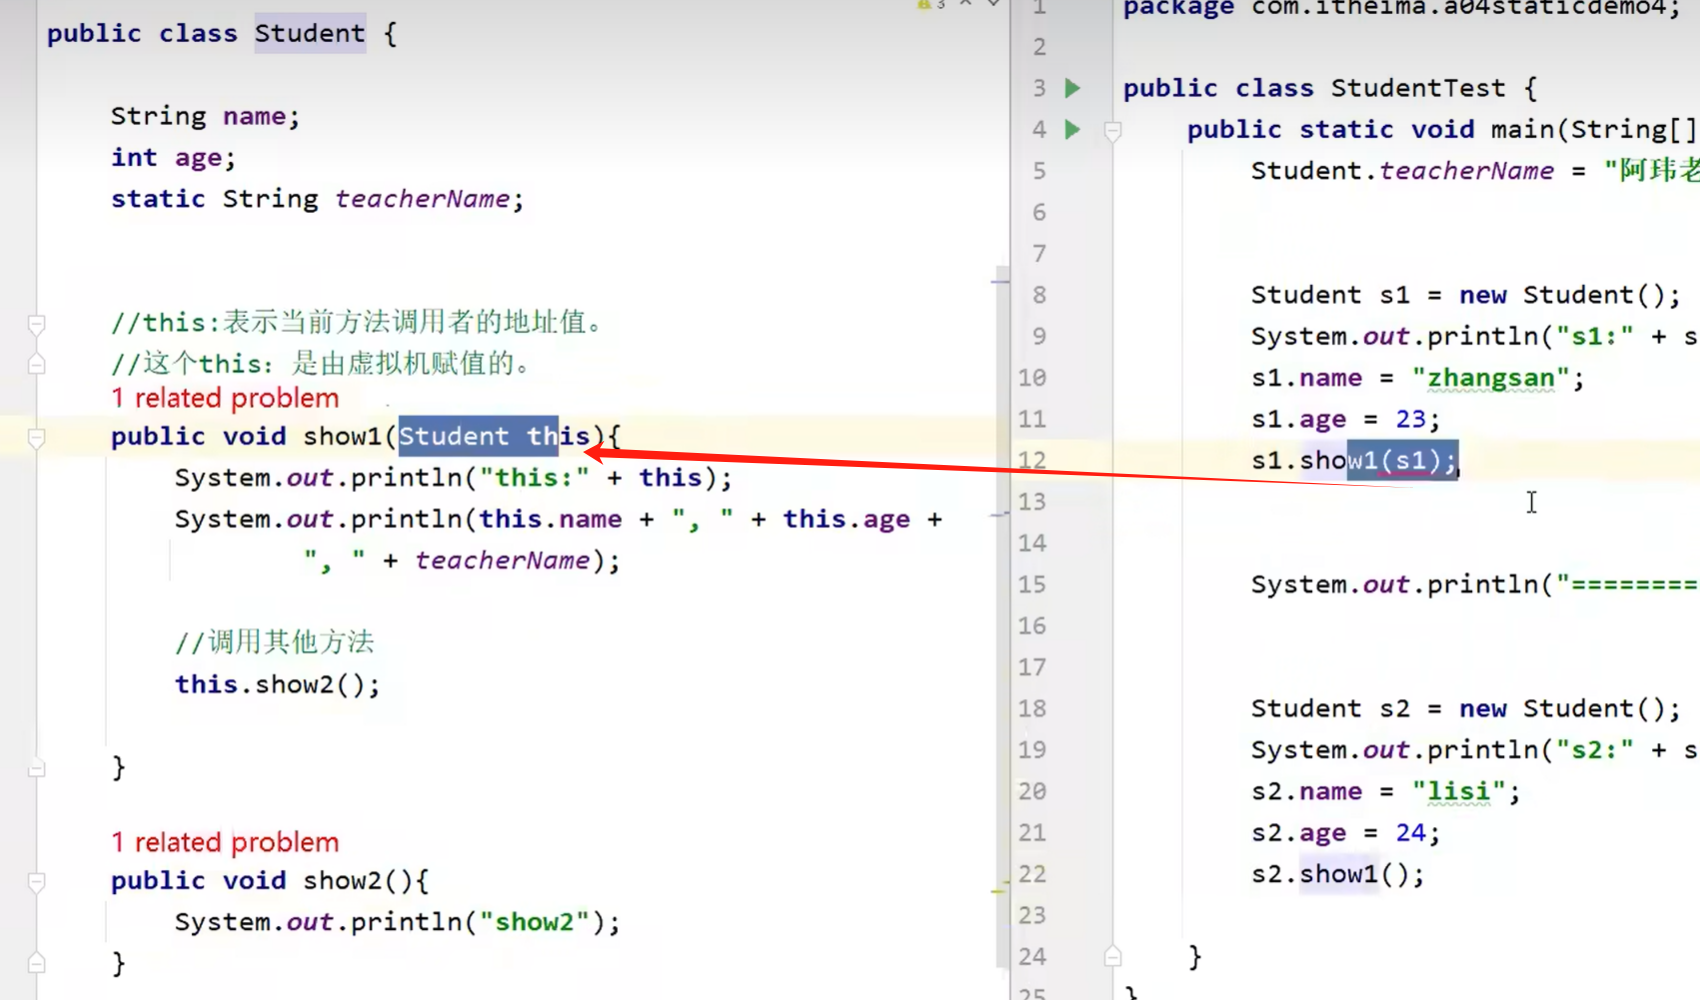 public class Student {
String name;
int age;
static String teacherName;
//this:表示当前方法调用者的地址值。
//这个this: 是由虚拟机赋值的。
1 related problem
public void show1(Student this){
System.out.println("this:" + this);
System.out.println(this.name + ", " + this.age +
", " + teacherName);
//调用其他方法
this.show2();
}
1 related problem
public void show2(){
System.out.println("show2");
}
3
1 package com.itheima.a04staticdemo4;
2
3 public class StudentTest {
4 public static void main(String[]
5 Student.teacherName = "阿玮老
6
7
8 Student s1 = new Student();
9 System.out.println("s1:" + s
10 s1.name = "zhangsan";
11 s1.age = 23;
12 s1.show1(s1);
13
14
15 System.out.println("========
16
17
18 Student s2 = new Student();
19 System.out.println("s2:" + s
20 s2.name = "lisi";
21 s2.age = 24;
22 s2.show1();
23
24 }
25 }